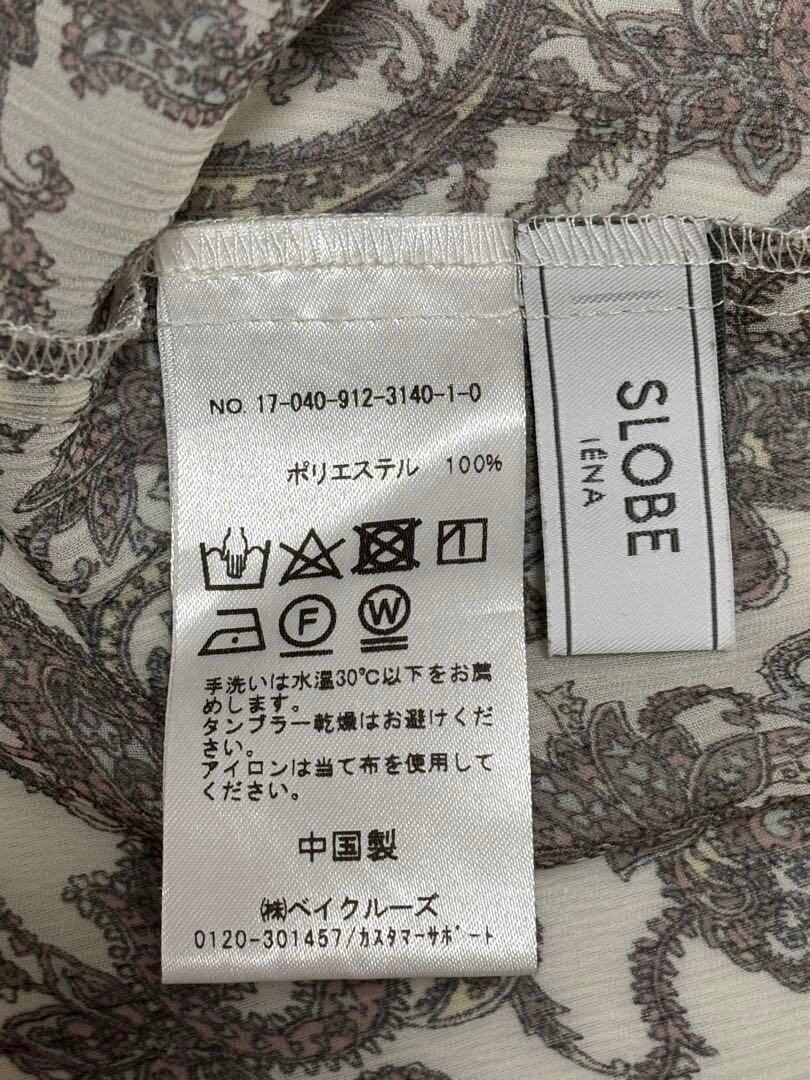 NO. 17-040-912-3140-1-0
ポリエステル 100%
F
W
手洗いは水温30℃以下をお薦
めします。
タンブラー乾燥はお避けくだ
さい。
アイロンは当て布を使用して
ください。
中国製
㈱ベイクルーズ
0120-301457/カスタマーサポート
SLOBE
IÉNA